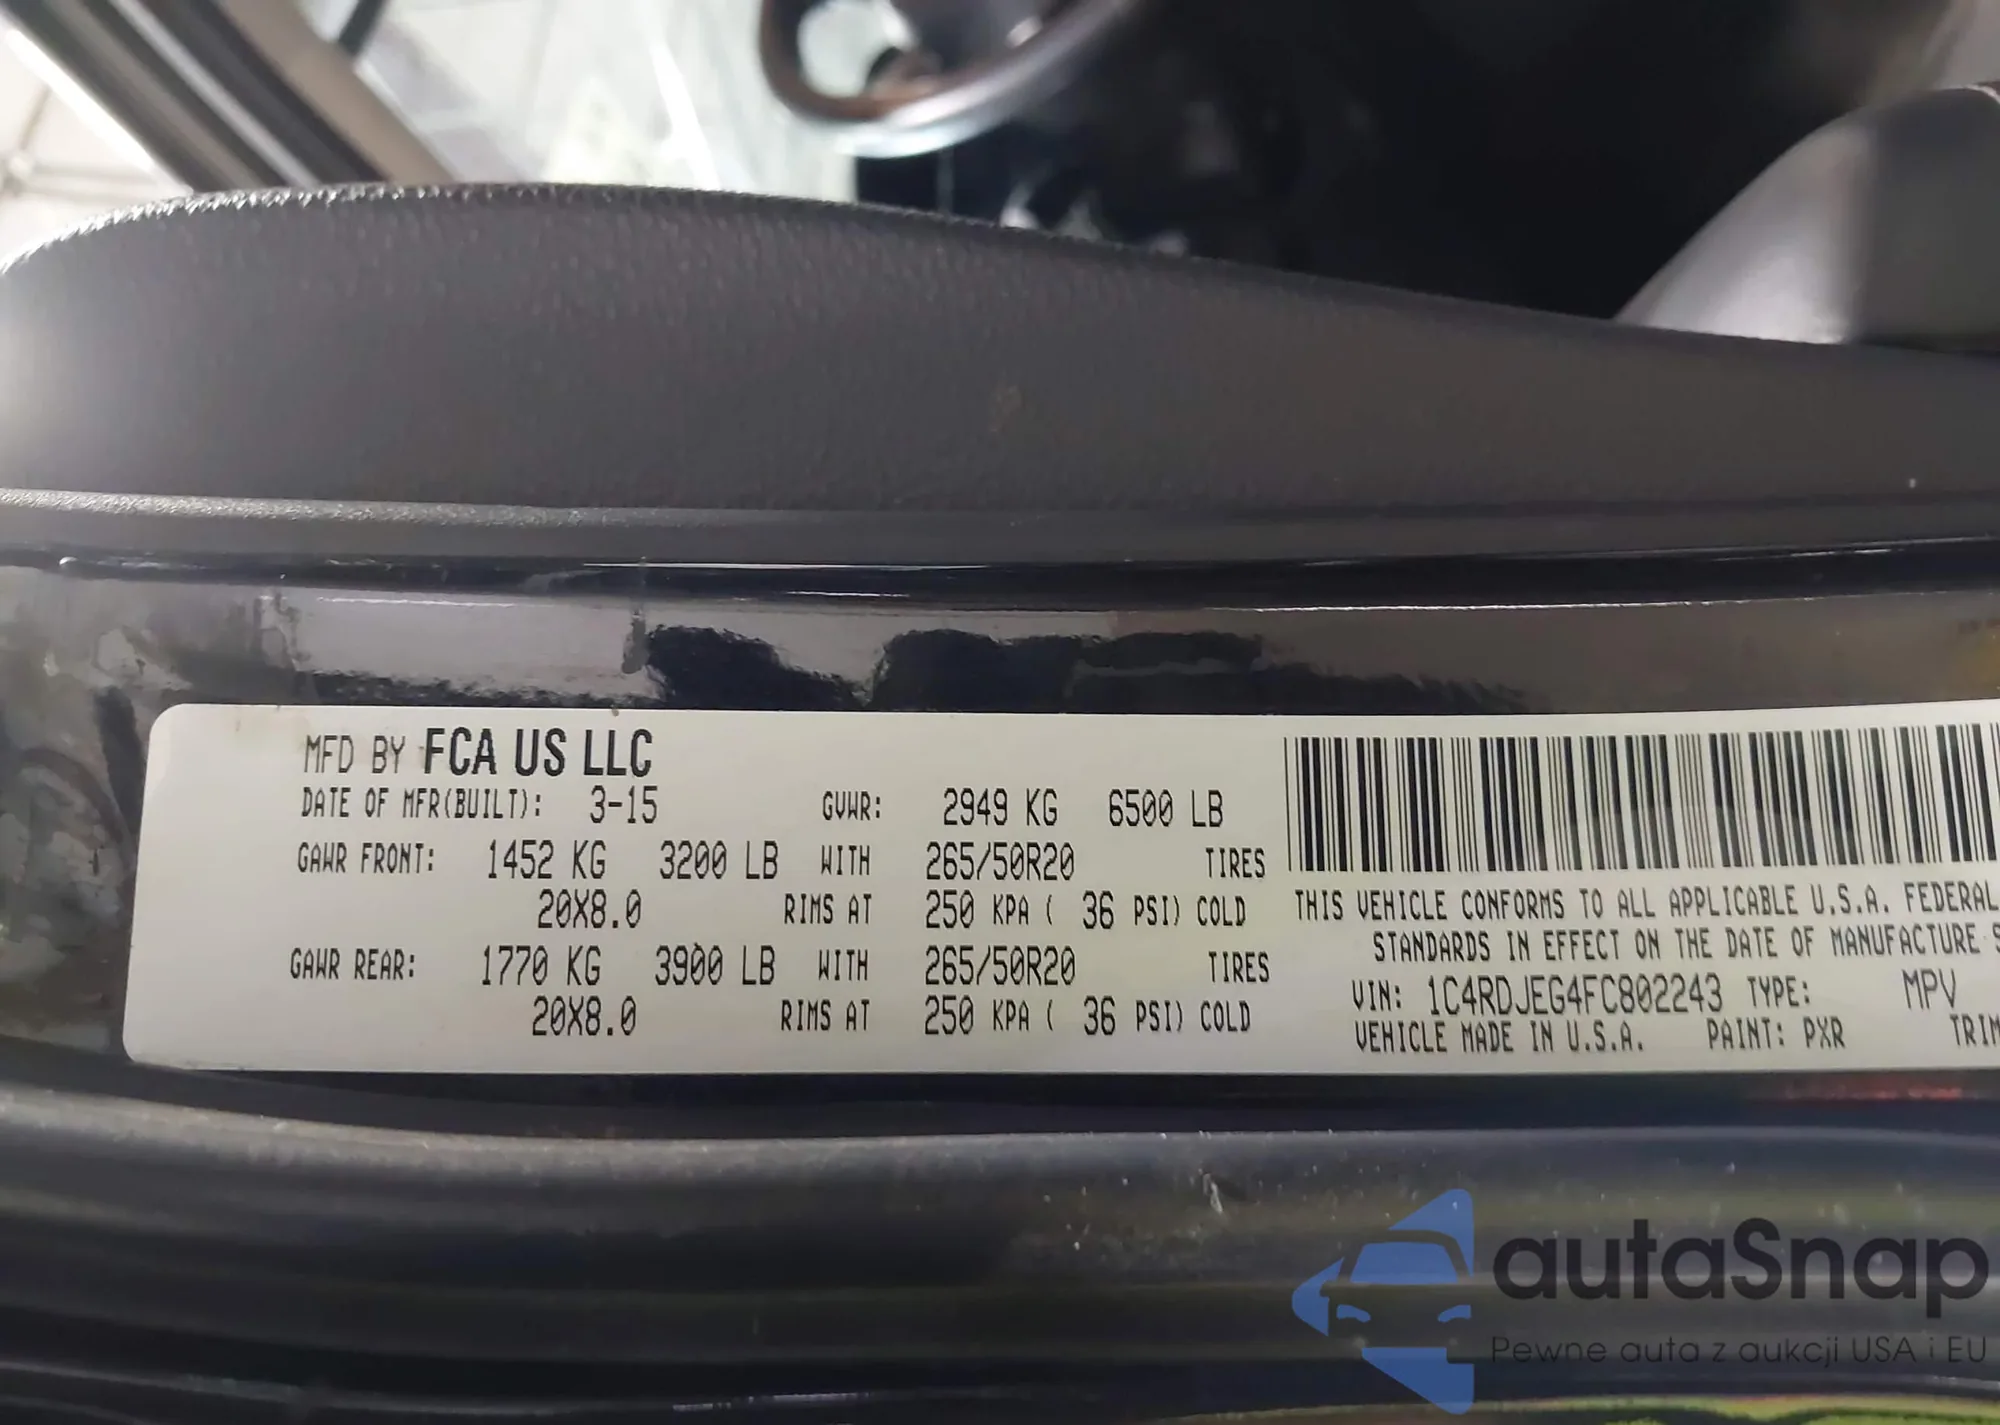 MFD BY FCA US LLC
DATE OF MFR(BUILT): 3-15 GVWR: 2949 KG 6500 LB
GAWR FRONT: 1452 KG 3200 LB WITH 265/50R20 TIRES
20X8.0 RIMS AT 250 KPA ( 36 PSI) COLD
GAWR REAR: 1770 KG 3900 LB WITH 265/50R20 TIRES
20X8.0 RIMS AT 250 KPA ( 36 PSI) COLD
THIS VEHICLE CONFORMS TO ALL APPLICABLE U.S.A. FEDERAL
STANDARDS IN EFFECT ON THE DATE OF MANUFACTURE S
VIN: 1C4RDJEG4FC802243 TYPE: MPV
VEHICLE MADE IN U.S.A. PAINT: PXR TRIM
autaSnap
Pewne auta z aukcji USA i EU